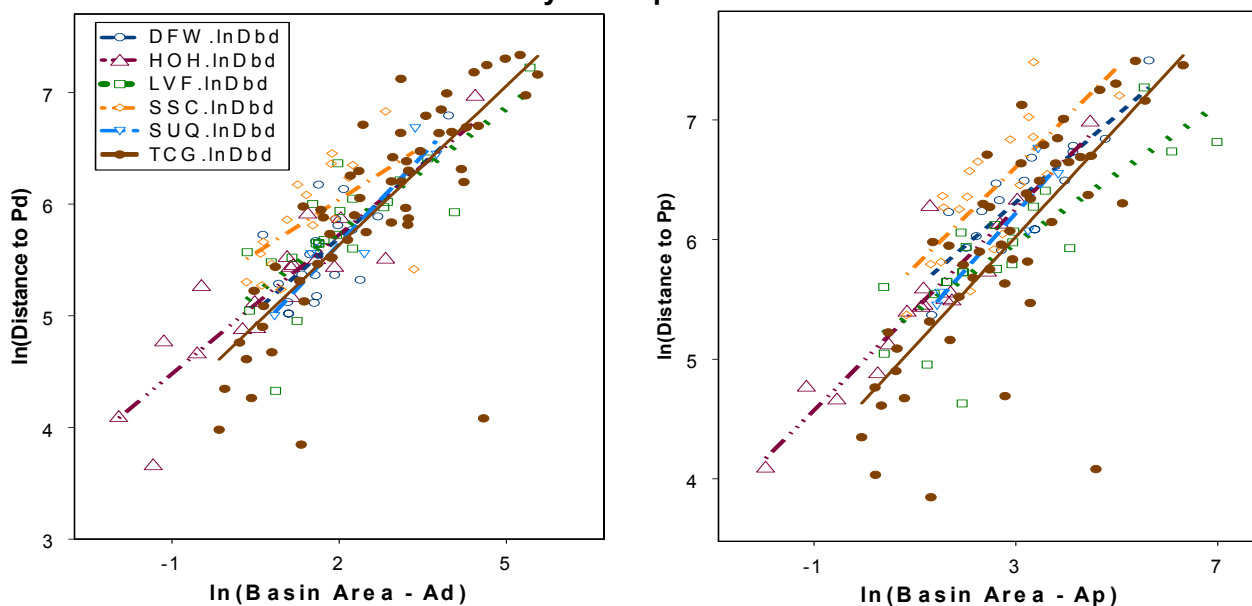 DFW.lnDbd
HOH.lnDbd
LVF.lnDbd
SSC.lnDbd
SUQ.lnDbd
TCG.lnDbd
ln(Distance to Pd)
7
6
5
4
3
-1 2 5
ln(Basin Area - Ad)
ln(Distance to Pp)
7
6
5
4
-1 3 7
ln(Basin Area - Ap)